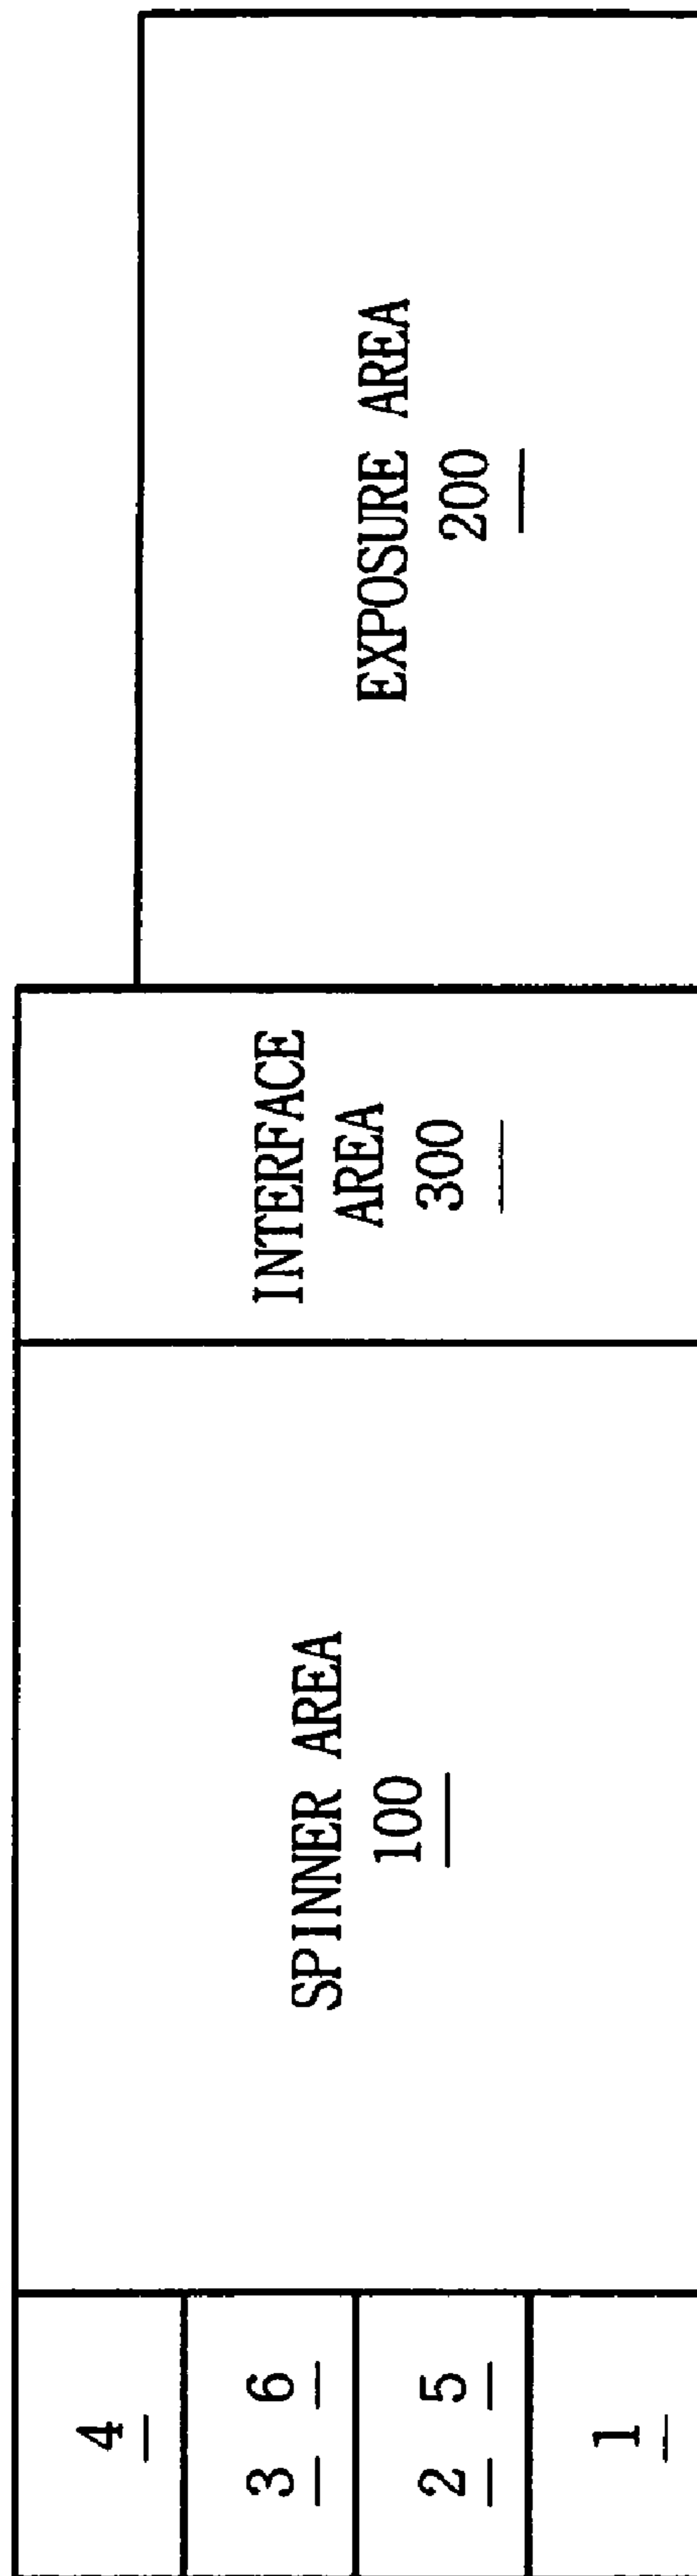 4
3 6
2 5
1
SPINNER AREA
100
INTERFACE
AREA
300
EXPOSURE AREA
200